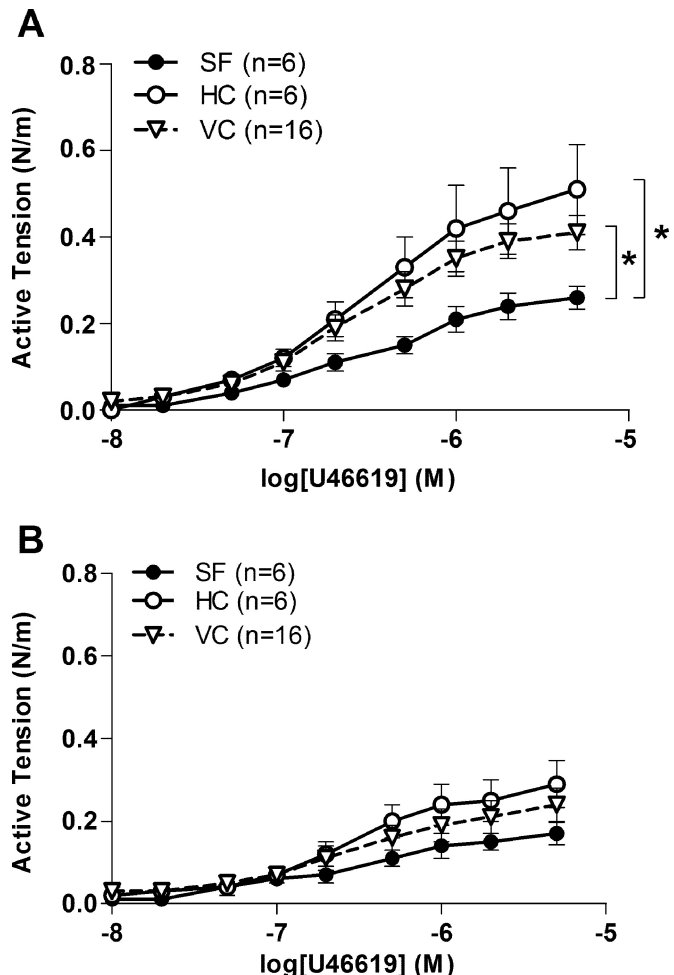 A
SF (n=6)
HC (n=6)
VC (n=16)
0.8
0.6
0.4
0.2
0.0
Active Tension (N/m)
*
*
-8 -7 -6 -5
log[U46619] (M)
B
SF (n=6)
HC (n=6)
VC (n=16)
0.8
0.6
0.4
0.2
0.0
Active Tension (N/m)
-8 -7 -6 -5
log[U46619] (M)